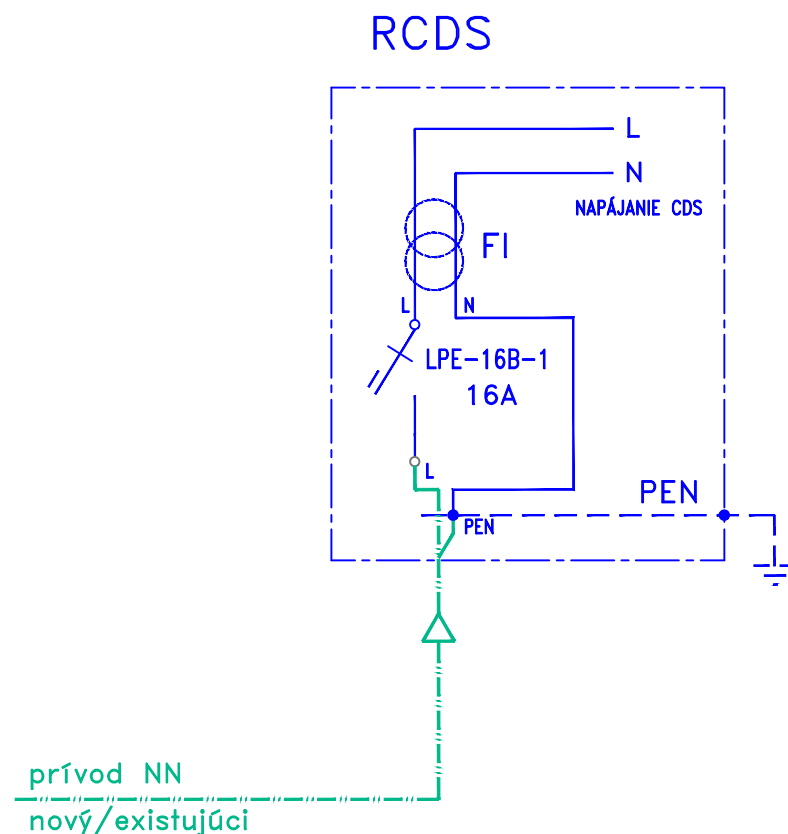 RCDS
L
N
NAPÁJANIE CDS
FI
L
N
LPE-16B-1
16A
L
PEN
PEN
prívod NN
nový/existujúci